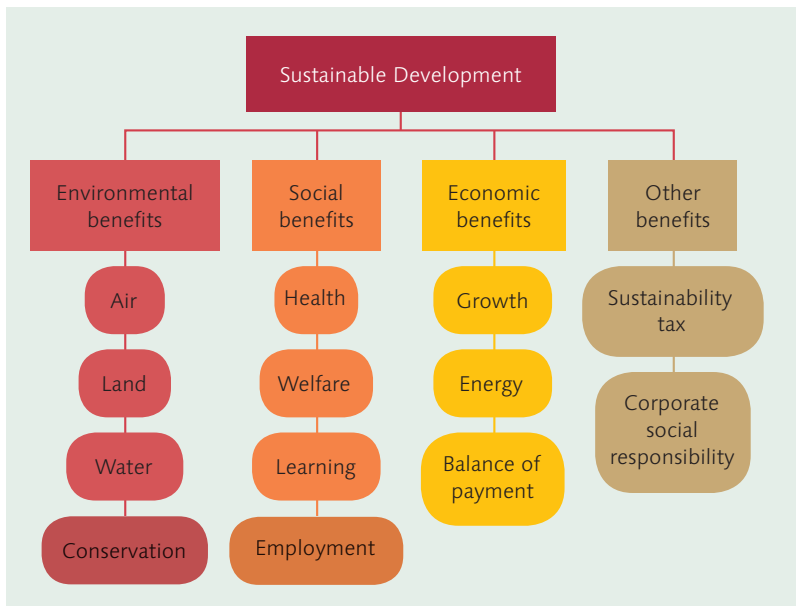 Sustainable Development
Environmental
benefits
Air
Land
Water
Conservation
Social
benefits
Health
Welfare
Learning
Employment
Economic
benefits
Growth
Energy
Balance of
payment
Other
benefits
Sustainability
tax
Corporate
social
responsibility